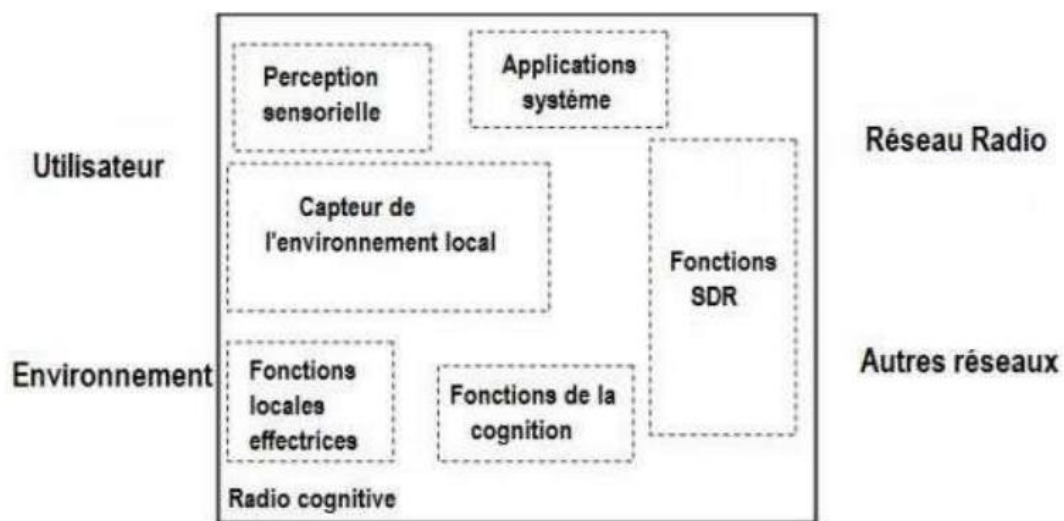 Perception
sensorielle
Applications
système
Utilisateur
Réseau Radio
Capteur de
l'environnement local
Fonctions
SDR
Environnement
Fonctions
locales
effectrices
Fonctions de la
cognition
Autres réseaux
Radio cognitive